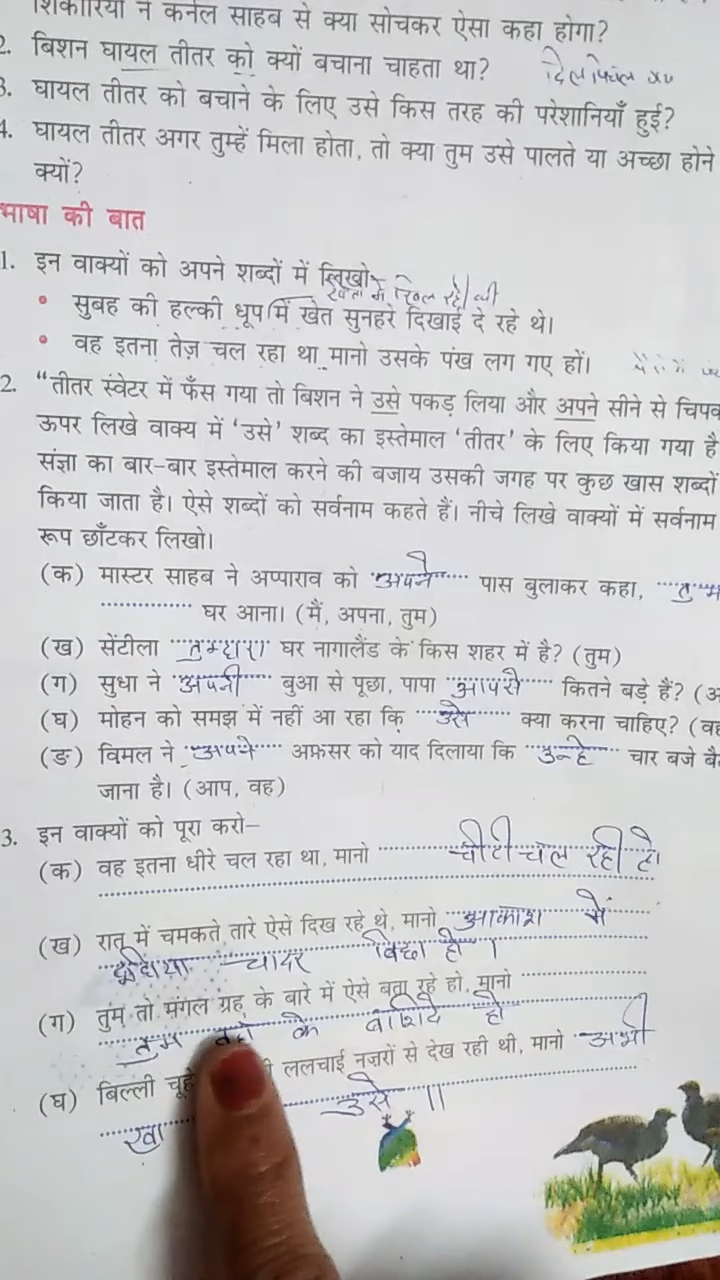 शिकारियों ने कर्नल साहब से क्या सोचकर ऐसा कहा होगा?
2. बिशन घायल तीतर को क्यों बचाना चाहता था?
3. घायल तीतर को बचाने के लिए उसे किस तरह की परेशानियाँ हुई?
4. घायल तीतर अगर तुम्हें मिला होता, तो क्या तुम उसे पालते या अच्छा होने
क्यों?
भाषा की बात
1. इन वाक्यों को अपने शब्दों में लिखो-
• सुबह की हल्की धूप में खेत सुनहरे दिखाई दे रहे थे।
• वह इतना तेज़ चल रहा था मानो उसके पंख लग गए हों।
2. “तीतर स्वेटर में फँस गया तो बिशन ने उसे पकड़ लिया और अपने सीने से चिपक
ऊपर लिखे वाक्य में ‘उसे’ शब्द का इस्तेमाल ‘तीतर’ के लिए किया गया है
संज्ञा का बार-बार इस्तेमाल करने की बजाय उसकी जगह पर कुछ खास शब्दों
किया जाता है। ऐसे शब्दों को सर्वनाम कहते हैं। नीचे लिखे वाक्यों में सर्वनाम
रूप छाँटकर लिखो।
(क) मास्टर साहब ने अप्पाराव को अपने पास बुलाकर कहा, तुम
घर आना। (मैं, अपना, तुम)
(ख) सेंटीला तुम्हारा घर नागालैंड के किस शहर में है? (तुम)
(ग) सुधा ने अपनी बुआ से पूछा, पापा आपसे कितने बड़े हैं?
(घ) मोहन को समझ में नहीं आ रहा कि उसे क्या करना चाहिए? (वह
(ङ) विमल ने अपने अफ़सर को याद दिलाया कि उन्हे चार बजे
जाना है। (आप, वह)
3. इन वाक्यों को पूरा करो–
(क) वह इतना धीरे चल रहा था, मानो चीटी चल रही हो।
(ख) रात में चमकते तारे ऐसे दिख रहे थे, मानो आकाश में
चादर बिछा हो।
(ग) तुम तो मंगल ग्रह के बारे में ऐसे बता रहे हो, मानो
तुम के वाशिंदे हो
(घ) बिल्ली चूहे ललचाई नज़रों से देख रही थी, मानो अभी
खा उसे ॥